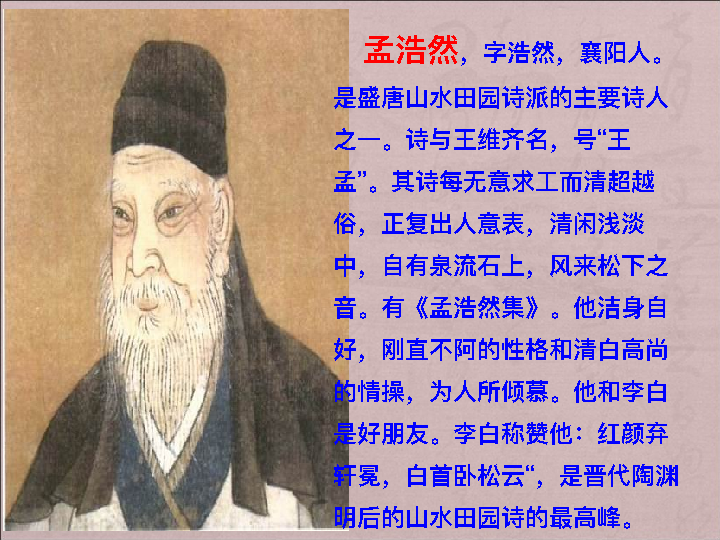 孟浩然，字浩然，襄阳人。
是盛唐山水田园诗派的主要诗人
之一。诗与王维齐名，号“王
孟”。其诗每无意求工而清超越
俗，正复出人意表，清闲浅淡
中，自有泉流石上，风来松下之
音。有《孟浩然集》。他洁身自
好，刚直不阿的性格和清白高尚
的情操，为人所倾慕。他和李白
是好朋友。李白称赞他：红颜弃
轩冕，白首卧松云“，是晋代陶渊
明后的山水田园诗的最高峰。